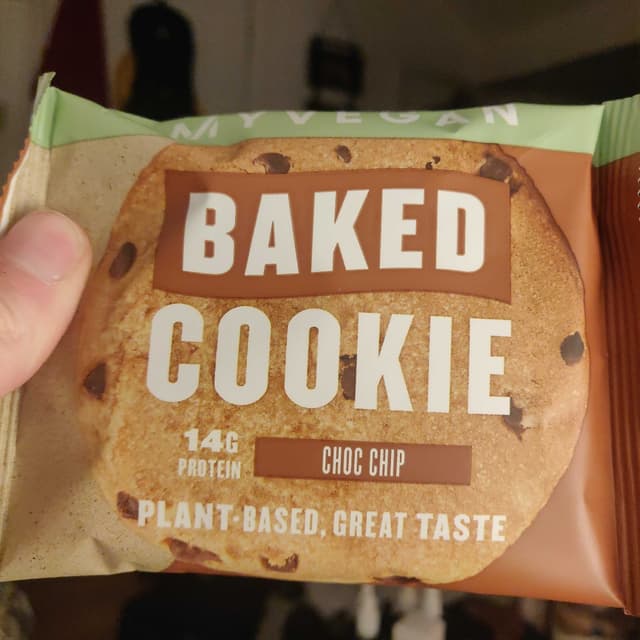 MYVEGAN
BAKED
COOKIE
14G
PROTEIN
CHOC CHIP
PLANT-BASED, GREAT TASTE